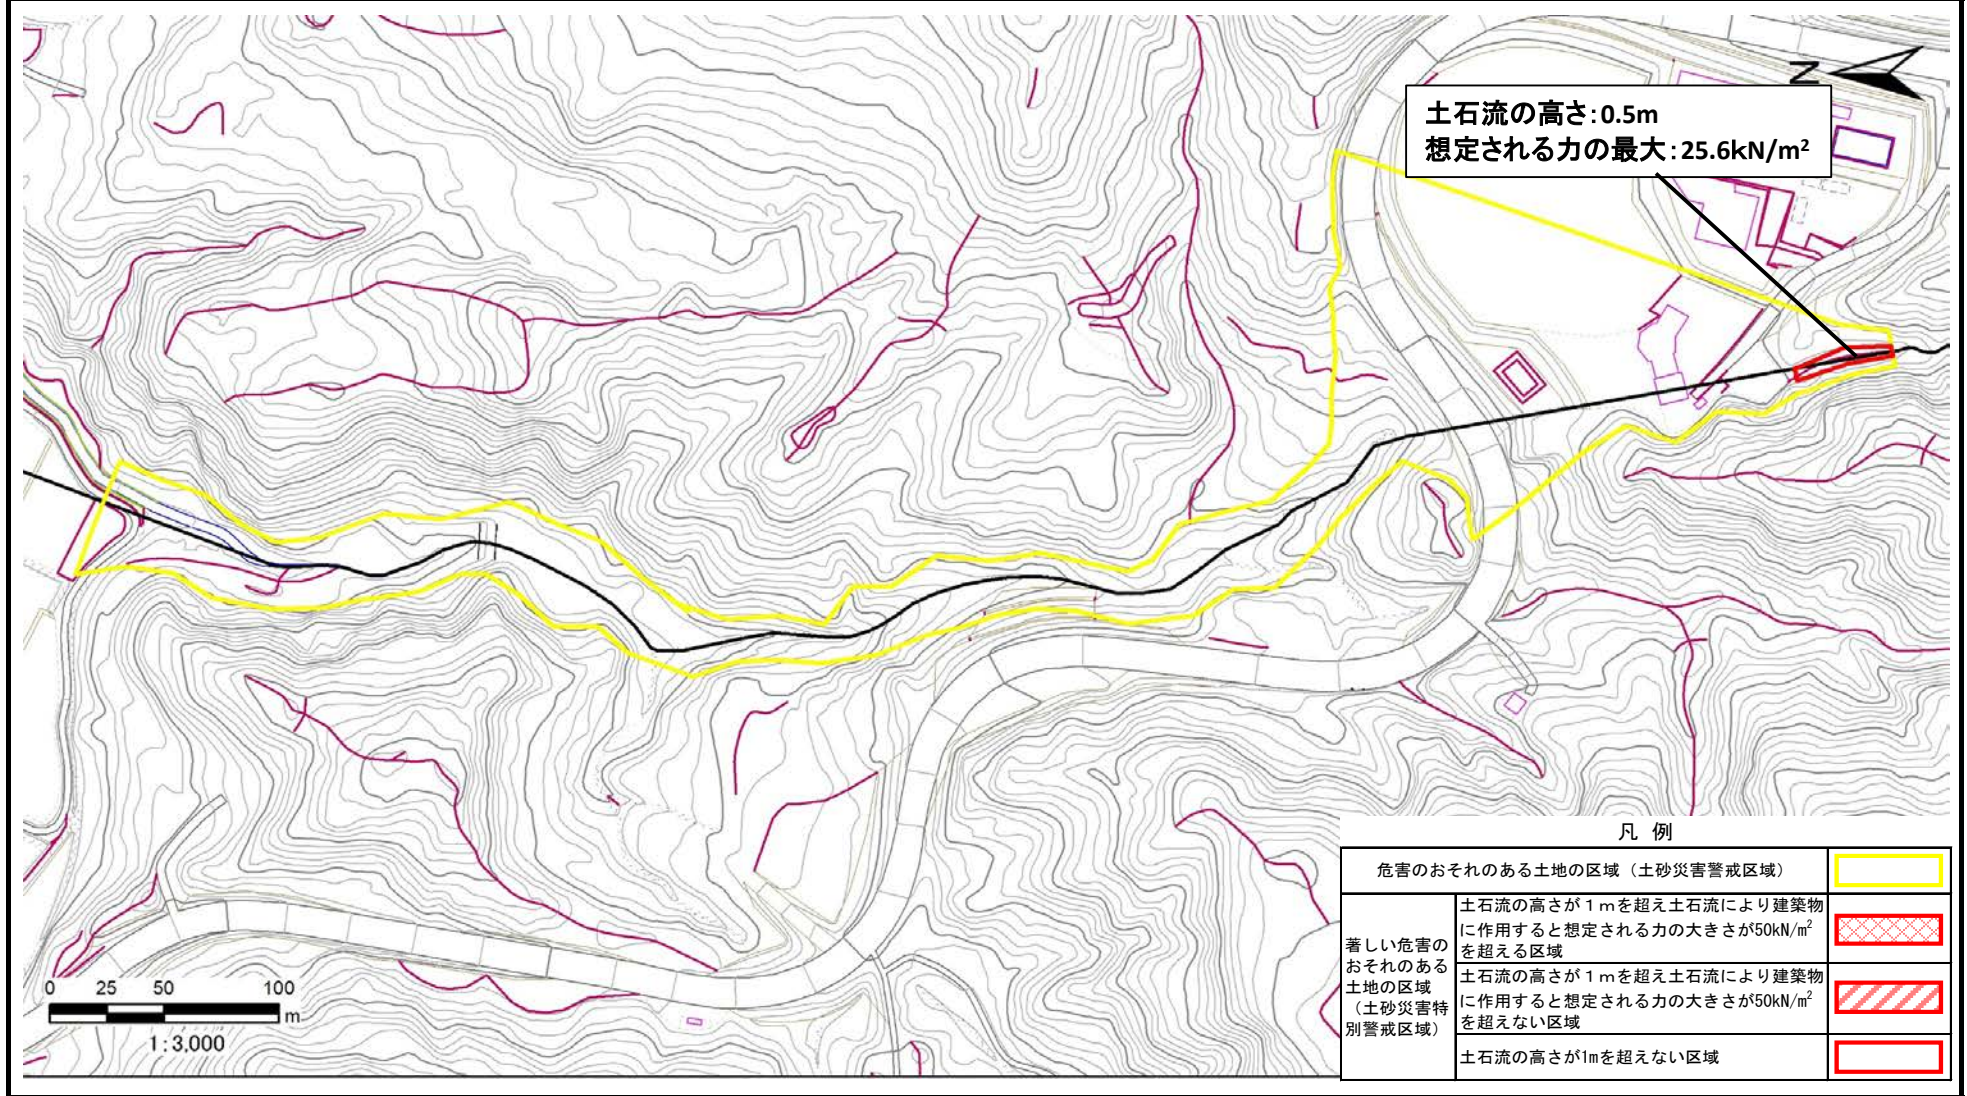 N
土石流の高さ:0.5m
想定される力の最大:25.6kN/m²
凡 例
危害のおそれのある土地の区域（土砂災害警戒区域）
著しい危害の
おそれのある
土地の区域
（土砂災害特
別警戒区域）
土石流の高さが１ｍを超え土石流により建築物
に作用すると想定される力の大きさが50kN/m²
を超える区域
土石流の高さが１ｍを超え土石流により建築物
に作用すると想定される力の大きさが50kN/m²
を超えない区域
土石流の高さが1mを超えない区域
0 25 50 100
m
1:3,000